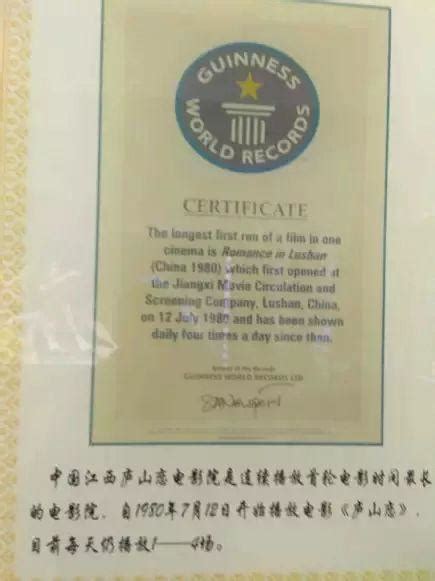 GUINNESS
WORLD RECORDS
CERTIFICATE
The longest first run of a film in one
cinema is Romance in Lushan
(China 1980) which first opened at
the Jiangxi Movie Circulation and
Screening Company, Lushan, China,
on 12 July 1980 and has been shown
daily four times a day since then.
Keeper of the Records
GUINNESS WORLD RECORDS LTD
中国江西庐山恋电影院是连续播放首轮电影时间最长
的电影院。自1980年7月12日开始播放电影《庐山恋》,
目前每天仍播放1——4场。